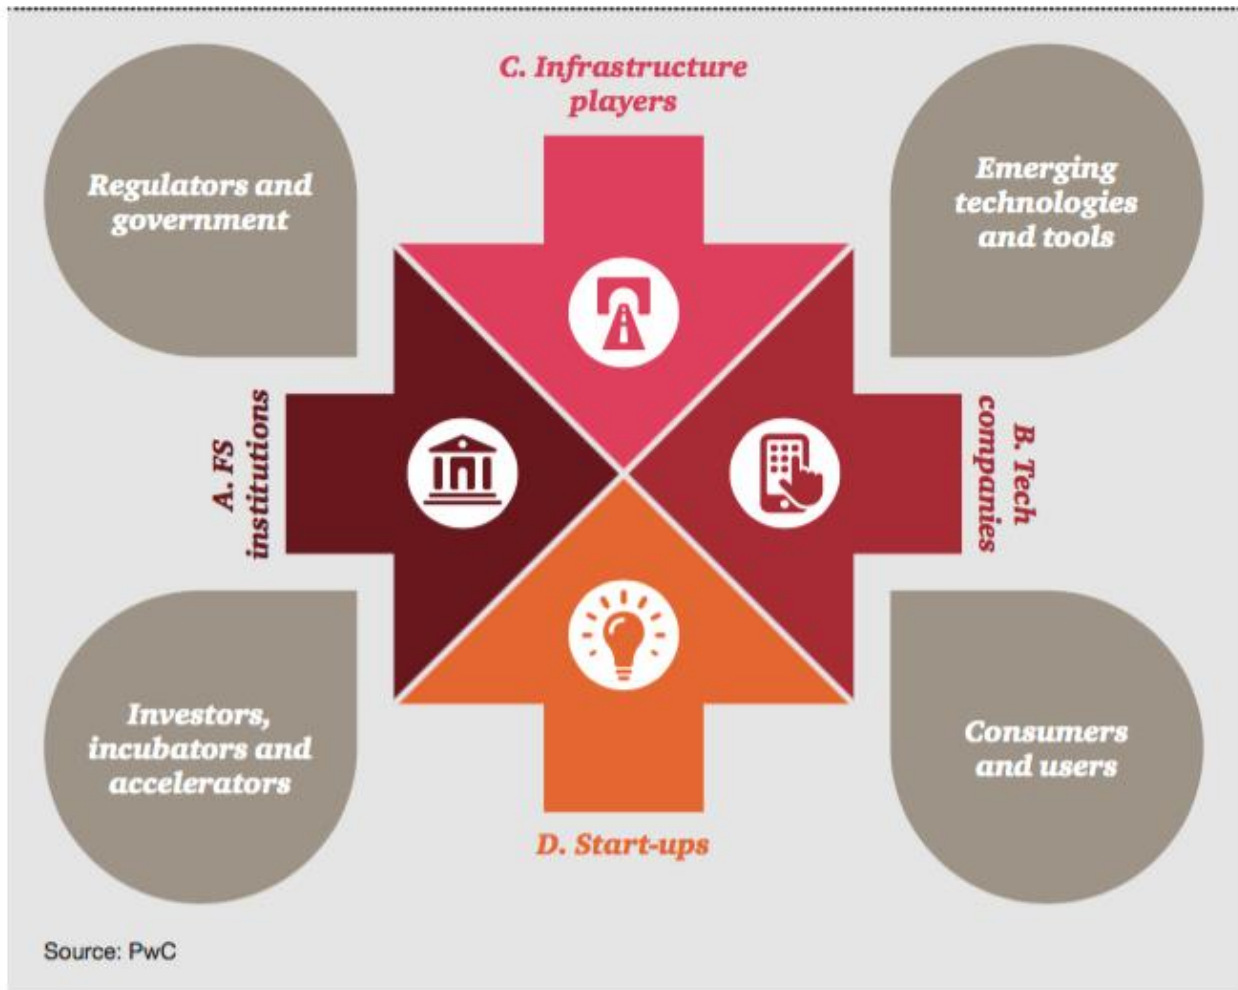 C. Infrastructure
players
Regulators and
government
Emerging
technologies
and tools
A. FS
institutions
B. Tech
companies
Investors,
incubators and
accelerators
Consumers
and users
D. Start-ups
Source: PwC